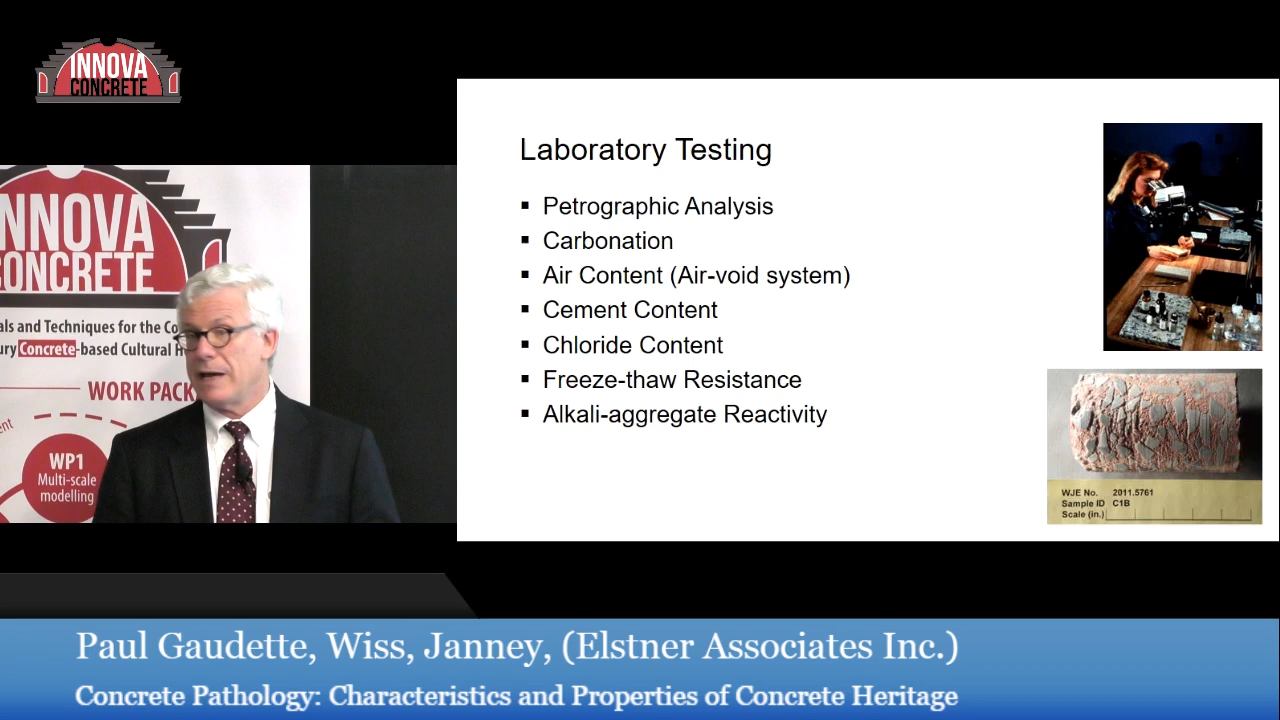 INNOVA
CONCRETE
INNOVA
CONCRETE
als and Techniques for the Co
ury Concrete-based Cultural H
WORK PACK
ent
WP1
Multi-scale
modelling
Laboratory Testing
▪ Petrographic Analysis
▪ Carbonation
▪ Air Content (Air-void system)
▪ Cement Content
▪ Chloride Content
▪ Freeze-thaw Resistance
▪ Alkali-aggregate Reactivity
WJE No. 2011.5761
Sample ID C1B
Scale (in.)
Paul Gaudette, Wiss, Janney, (Elstner Associates Inc.)
Concrete Pathology: Characteristics and Properties of Concrete Heritage